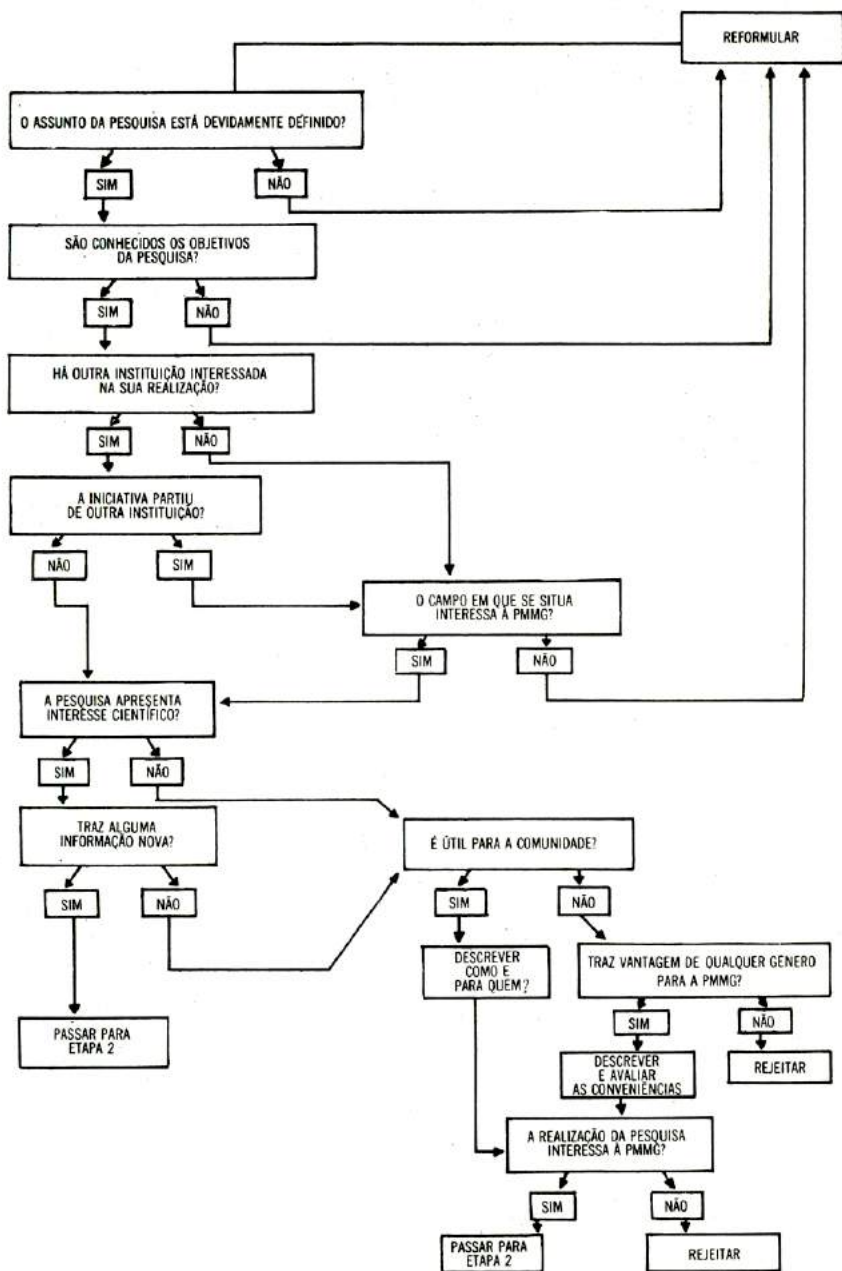 REFORMULAR
O ASSUNTO DA PESQUISA ESTÁ DEVIDAMENTE DEFINIDO?
SIM
NÃO
SÃO CONHECIDOS OS OBJETIVOS
DA PESQUISA?
SIM
NÃO
HÁ OUTRA INSTITUIÇÃO INTERESSADA
NA SUA REALIZAÇÃO?
SIM
NÃO
A INICIATIVA PARTIU
DE OUTRA INSTITUIÇÃO?
NÃO
SIM
O CAMPO EM QUE SE SITUA
INTERESSA À PMMG?
SIM
NÃO
A PESQUISA APRESENTA
INTERESSE CIENTÍFICO?
SIM
NÃO
TRAZ ALGUMA
INFORMAÇÃO NOVA?
É ÚTIL PARA A COMUNIDADE?
SIM
NÃO
SIM
NÃO
DESCREVER
COMO E
PARA QUEM?
TRAZ VANTAGEM DE QUALQUER GENERO
PARA A PMMG?
SIM
NÃO
PASSAR PARA
ETAPA 2
DESCREVER
E AVALIAR
AS CONVENIÊNCIAS
REJEITAR
A REALIZAÇÃO DA PESQUISA
INTERESSA À PMMG?
SIM
NÃO
PASSAR PARA
ETAPA 2
REJEITAR